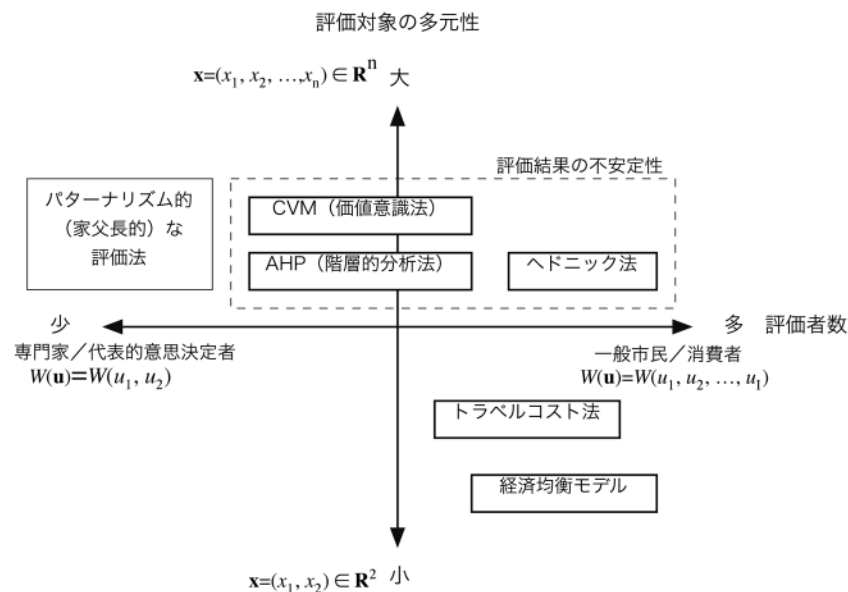 評価対象の多元性
x=(x1, x2, …,xn)∈ R^n 大
評価結果の不安定性
パターナリズム的
（家父長的）な
評価法
CVM（価値意識法）
AHP（階層的分析法）
ヘドニック法
少
多 評価者数
専門家／代表的意思決定者
W(u)=W(u1, u2)
一般市民／消費者
W(u)=W(u1, u2, …, uI)
トラベルコスト法
経済均衡モデル
x=(x1, x2)∈ R^2 小